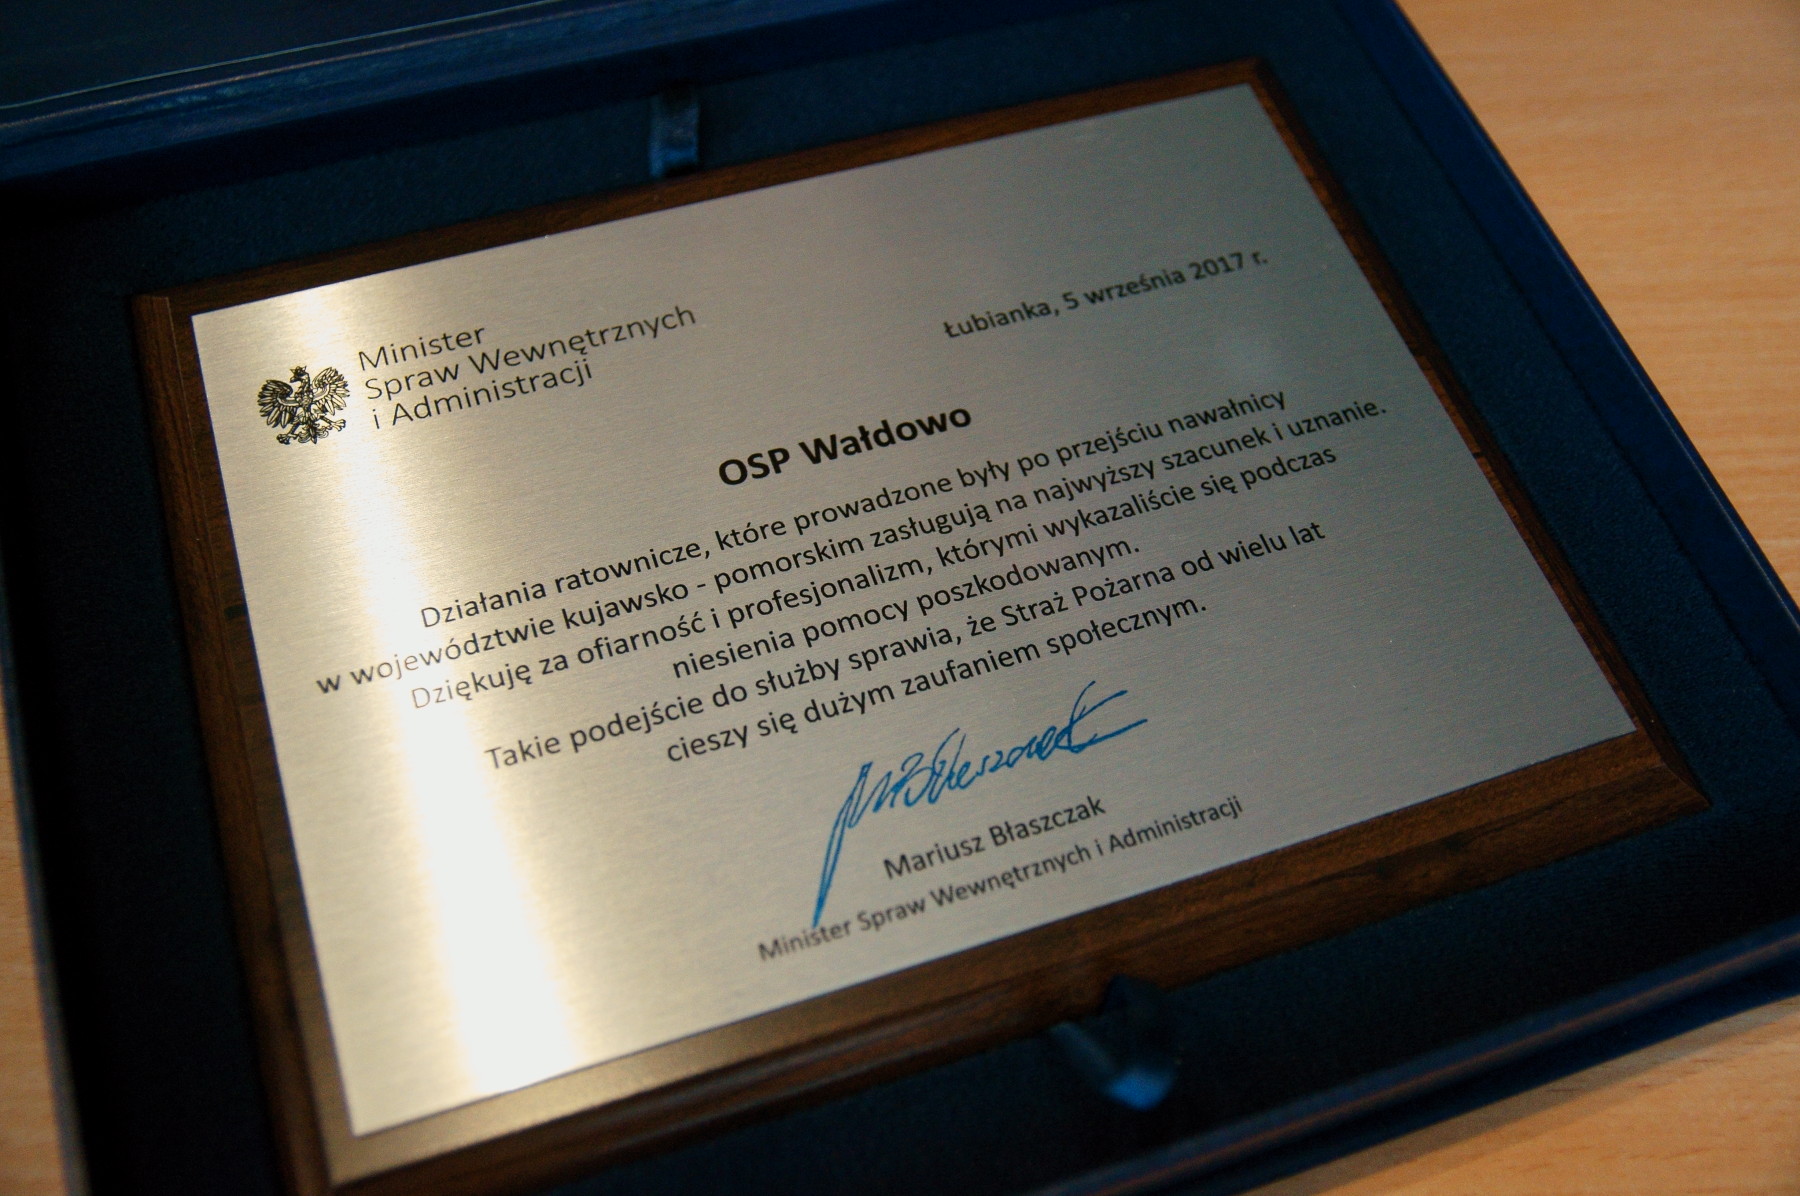 Minister
Spraw Wewnętrznych
i Administracji
Łubianka, 5 września 2017 r.
OSP Wałdowo
Działania ratownicze, które prowadzone były po przejściu nawałnicy
w województwie kujawsko - pomorskim zasługują na najwyższy szacunek i uznanie.
Dziękuję za ofiarność i profesjonalizm, którymi wykazaliście się podczas
niesienia pomocy poszkodowanym.
Takie podejście do służby sprawia, że Straż Pożarna od wielu lat
cieszy się dużym zaufaniem społecznym.
Mariusz Błaszczak
Minister Spraw Wewnętrznych i Administracji